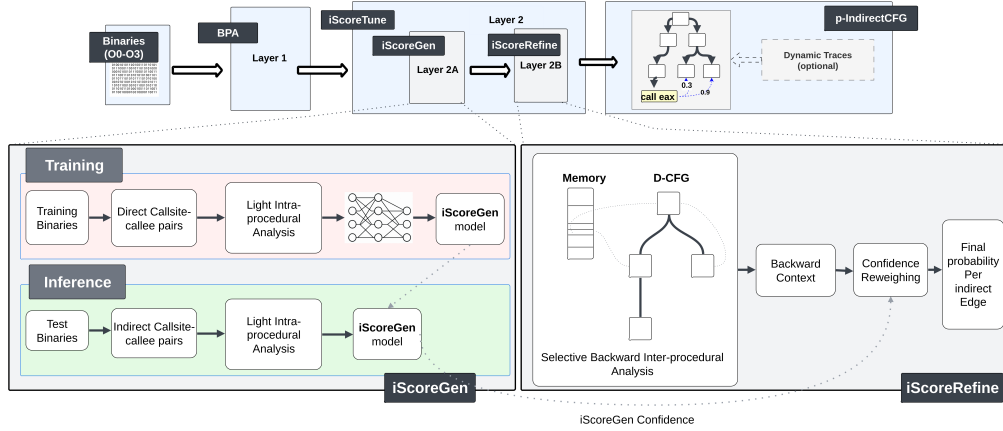 Binaries
(O0-O3)
BPA
Layer 1
iScoreTune
Layer 2
iScoreGen
Layer 2A
iScoreRefine
Layer 2B
p-IndirectCFG
call eax
0.3
0.9
Dynamic Traces
(optional)
Training
Training
Binaries
Direct Callsite-
callee pairs
Light Intra-
procedural
Analysis
iScoreGen
model
Inference
Test
Binaries
Indirect Callsite-
callee pairs
Light Intra-
procedural
Analysis
iScoreGen
model
iScoreGen
Memory
D-CFG
Selective Backward Inter-procedural
Analysis
Backward
Context
Confidence
Reweighing
Final
probability
Per
indirect
Edge
iScoreRefine
iScoreGen Confidence